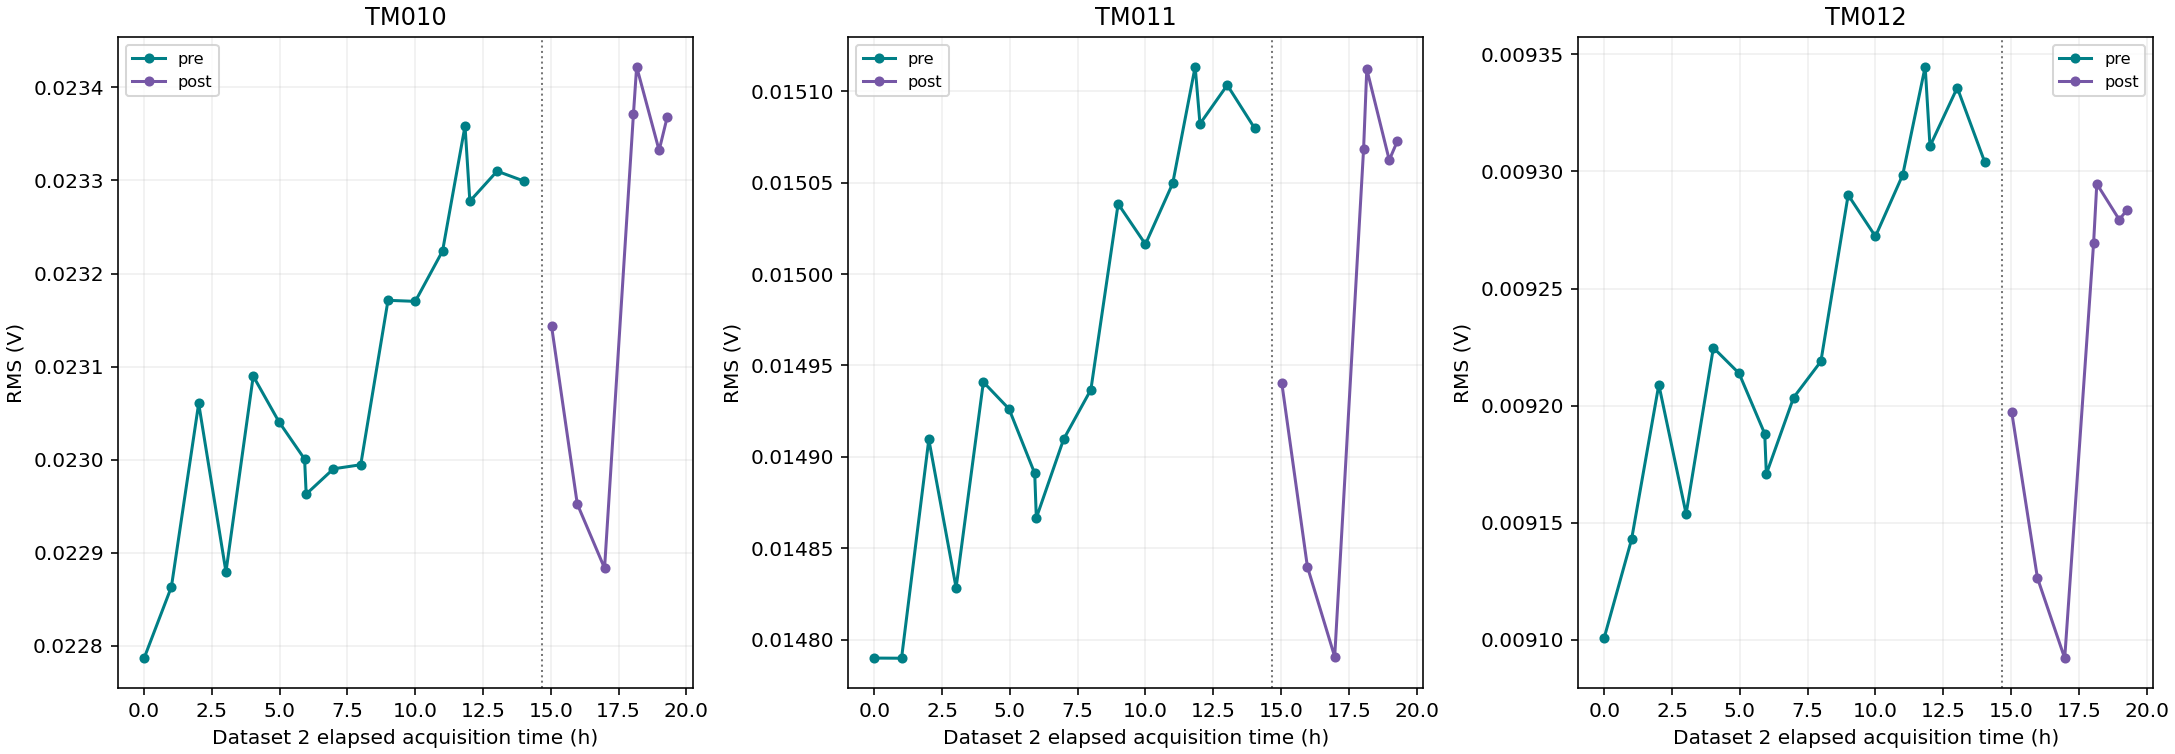 TM010
pre
post
0.0234
0.0233
0.0232
0.0231
0.0230
0.0229
0.0228
RMS (V)
0.0 2.5 5.0 7.5 10.0 12.5 15.0 17.5 20.0
Dataset 2 elapsed acquisition time (h)
TM011
pre
post
0.01510
0.01505
0.01500
0.01495
0.01490
0.01485
0.01480
RMS (V)
0.0 2.5 5.0 7.5 10.0 12.5 15.0 17.5 20.0
Dataset 2 elapsed acquisition time (h)
TM012
pre
post
0.00935
0.00930
0.00925
0.00920
0.00915
0.00910
RMS (V)
0.0 2.5 5.0 7.5 10.0 12.5 15.0 17.5 20.0
Dataset 2 elapsed acquisition time (h)